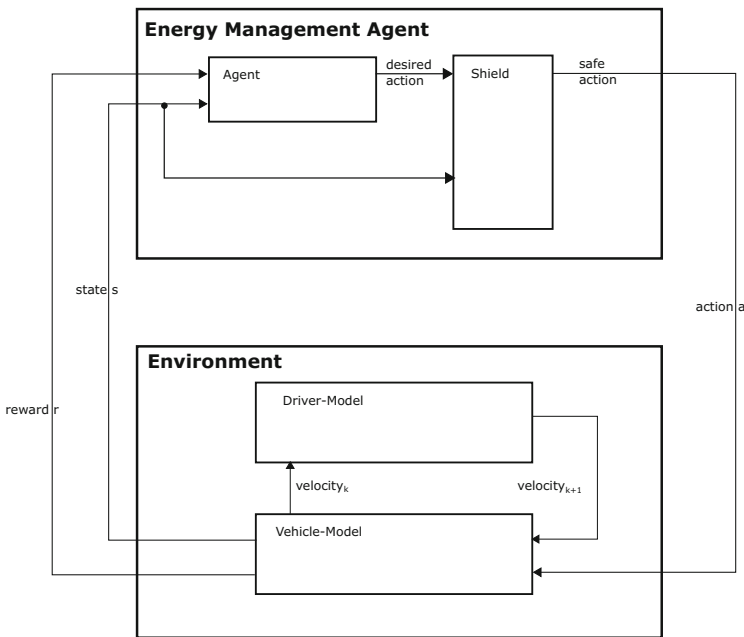 Energy Management Agent
Agent
desired
action
Shield
safe
action
state s
action a
Environment
Driver-Model
reward r
velocityₖ
velocityₖ₊₁
Vehicle-Model